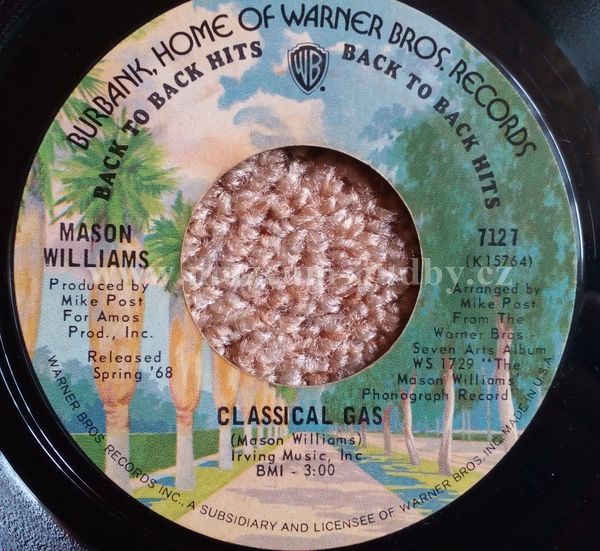 BURBANK, HOME OF WARNER BROS. RECORDS
BACK TO BACK HITS
WB
BACK TO BACK HITS
MASON
WILLIAMS
Produced by
Mike Post
For Amos
Prod., Inc.
Released
Spring '68
7127
(K15764)
Arranged by
Mike Post
From The
Warner Bros
Seven Arts Album
WS 1729 "The
Mason Williams
Phonograph Record
CLASSICAL GAS
(Mason Williams)
Irving Music, Inc.
BMI - 3:00
WARNER BROS. RECORDS INC., A SUBSIDIARY AND LICENSEE OF WARNER BROS. INC. MADE IN U.S.A.